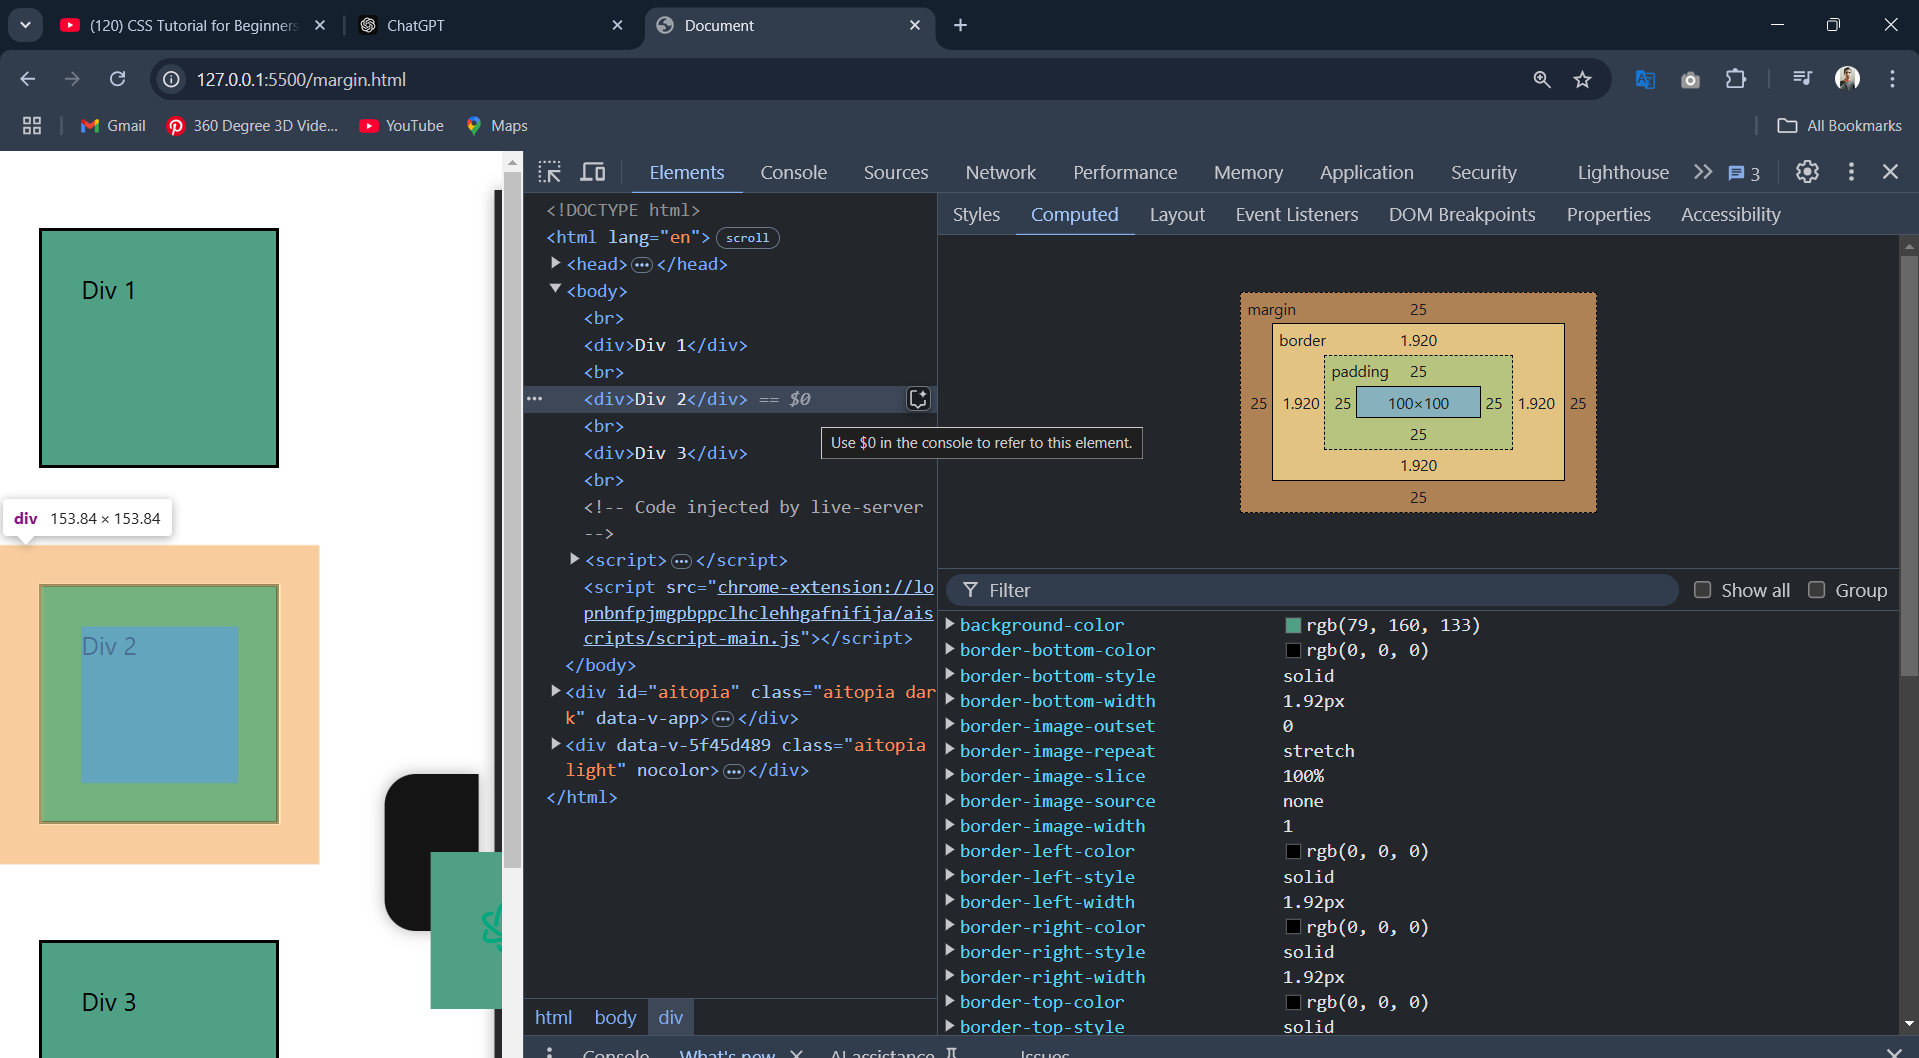 (120) CSS Tutorial for Beginners
ChatGPT
Document
127.0.0.1:5500/margin.html
Gmail
360 Degree 3D Vide...
YouTube
Maps
All Bookmarks
Div 1
div 153.84 × 153.84
Div 2
Div 3
Elements Console Sources Network Performance Memory Application Security Lighthouse 3
<!DOCTYPE html>
<html lang="en"> scroll
<head> ... </head>
<body>
<br>
<div>Div 1</div>
<br>
<div>Div 2</div> == $0
<br>
<div>Div 3</div>
<br>
<!-- Code injected by live-server
-->
<script> ... </script>
<script src="chrome-extension://lo
pnbnfpjmgpbppclhclehhgafnifija/ais
cripts/script-main.js"></script>
</body>
<div id="aitopia" class="aitopia dar
k" data-v-app> ... </div>
<div data-v-5f45d489 class="aitopia
light" nocolor> ... </div>
</html>
Use $0 in the console to refer to this element.
html body div
Styles Computed Layout Event Listeners DOM Breakpoints Properties Accessibility
margin 25
border 1.920
padding 25
25 1.920 25 100×100 25 1.920 25
25
1.920
25
Filter Show all Group
background-color rgb(79, 160, 133)
border-bottom-color rgb(0, 0, 0)
border-bottom-style solid
border-bottom-width 1.92px
border-image-outset 0
border-image-repeat stretch
border-image-slice 100%
border-image-source none
border-image-width 1
border-left-color rgb(0, 0, 0)
border-left-style solid
border-left-width 1.92px
border-right-color rgb(0, 0, 0)
border-right-style solid
border-right-width 1.92px
border-top-color rgb(0, 0, 0)
border-top-style solid
Console What's new AI assistance Issues